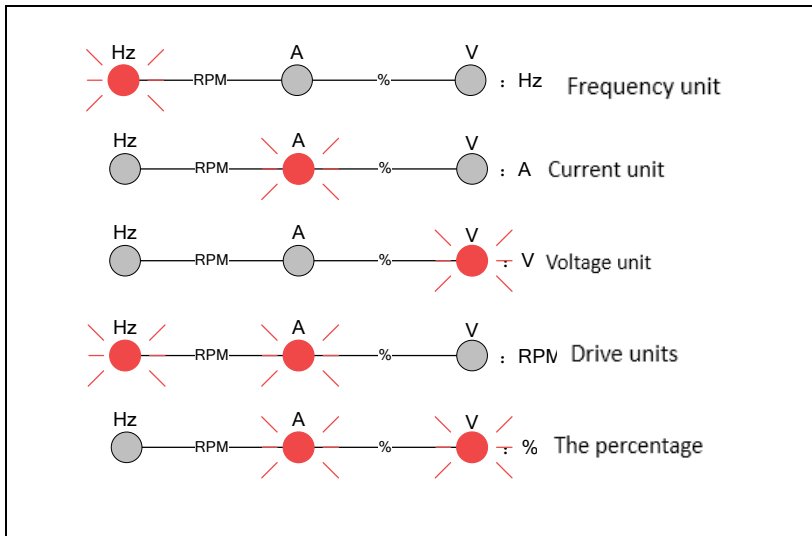 Hz A V
RPM % : Hz Frequency unit
Hz A V
RPM % : A Current unit
Hz A V
RPM % : V Voltage unit
Hz A V
RPM % : RPM Drive units
Hz A V
RPM % : % The percentage